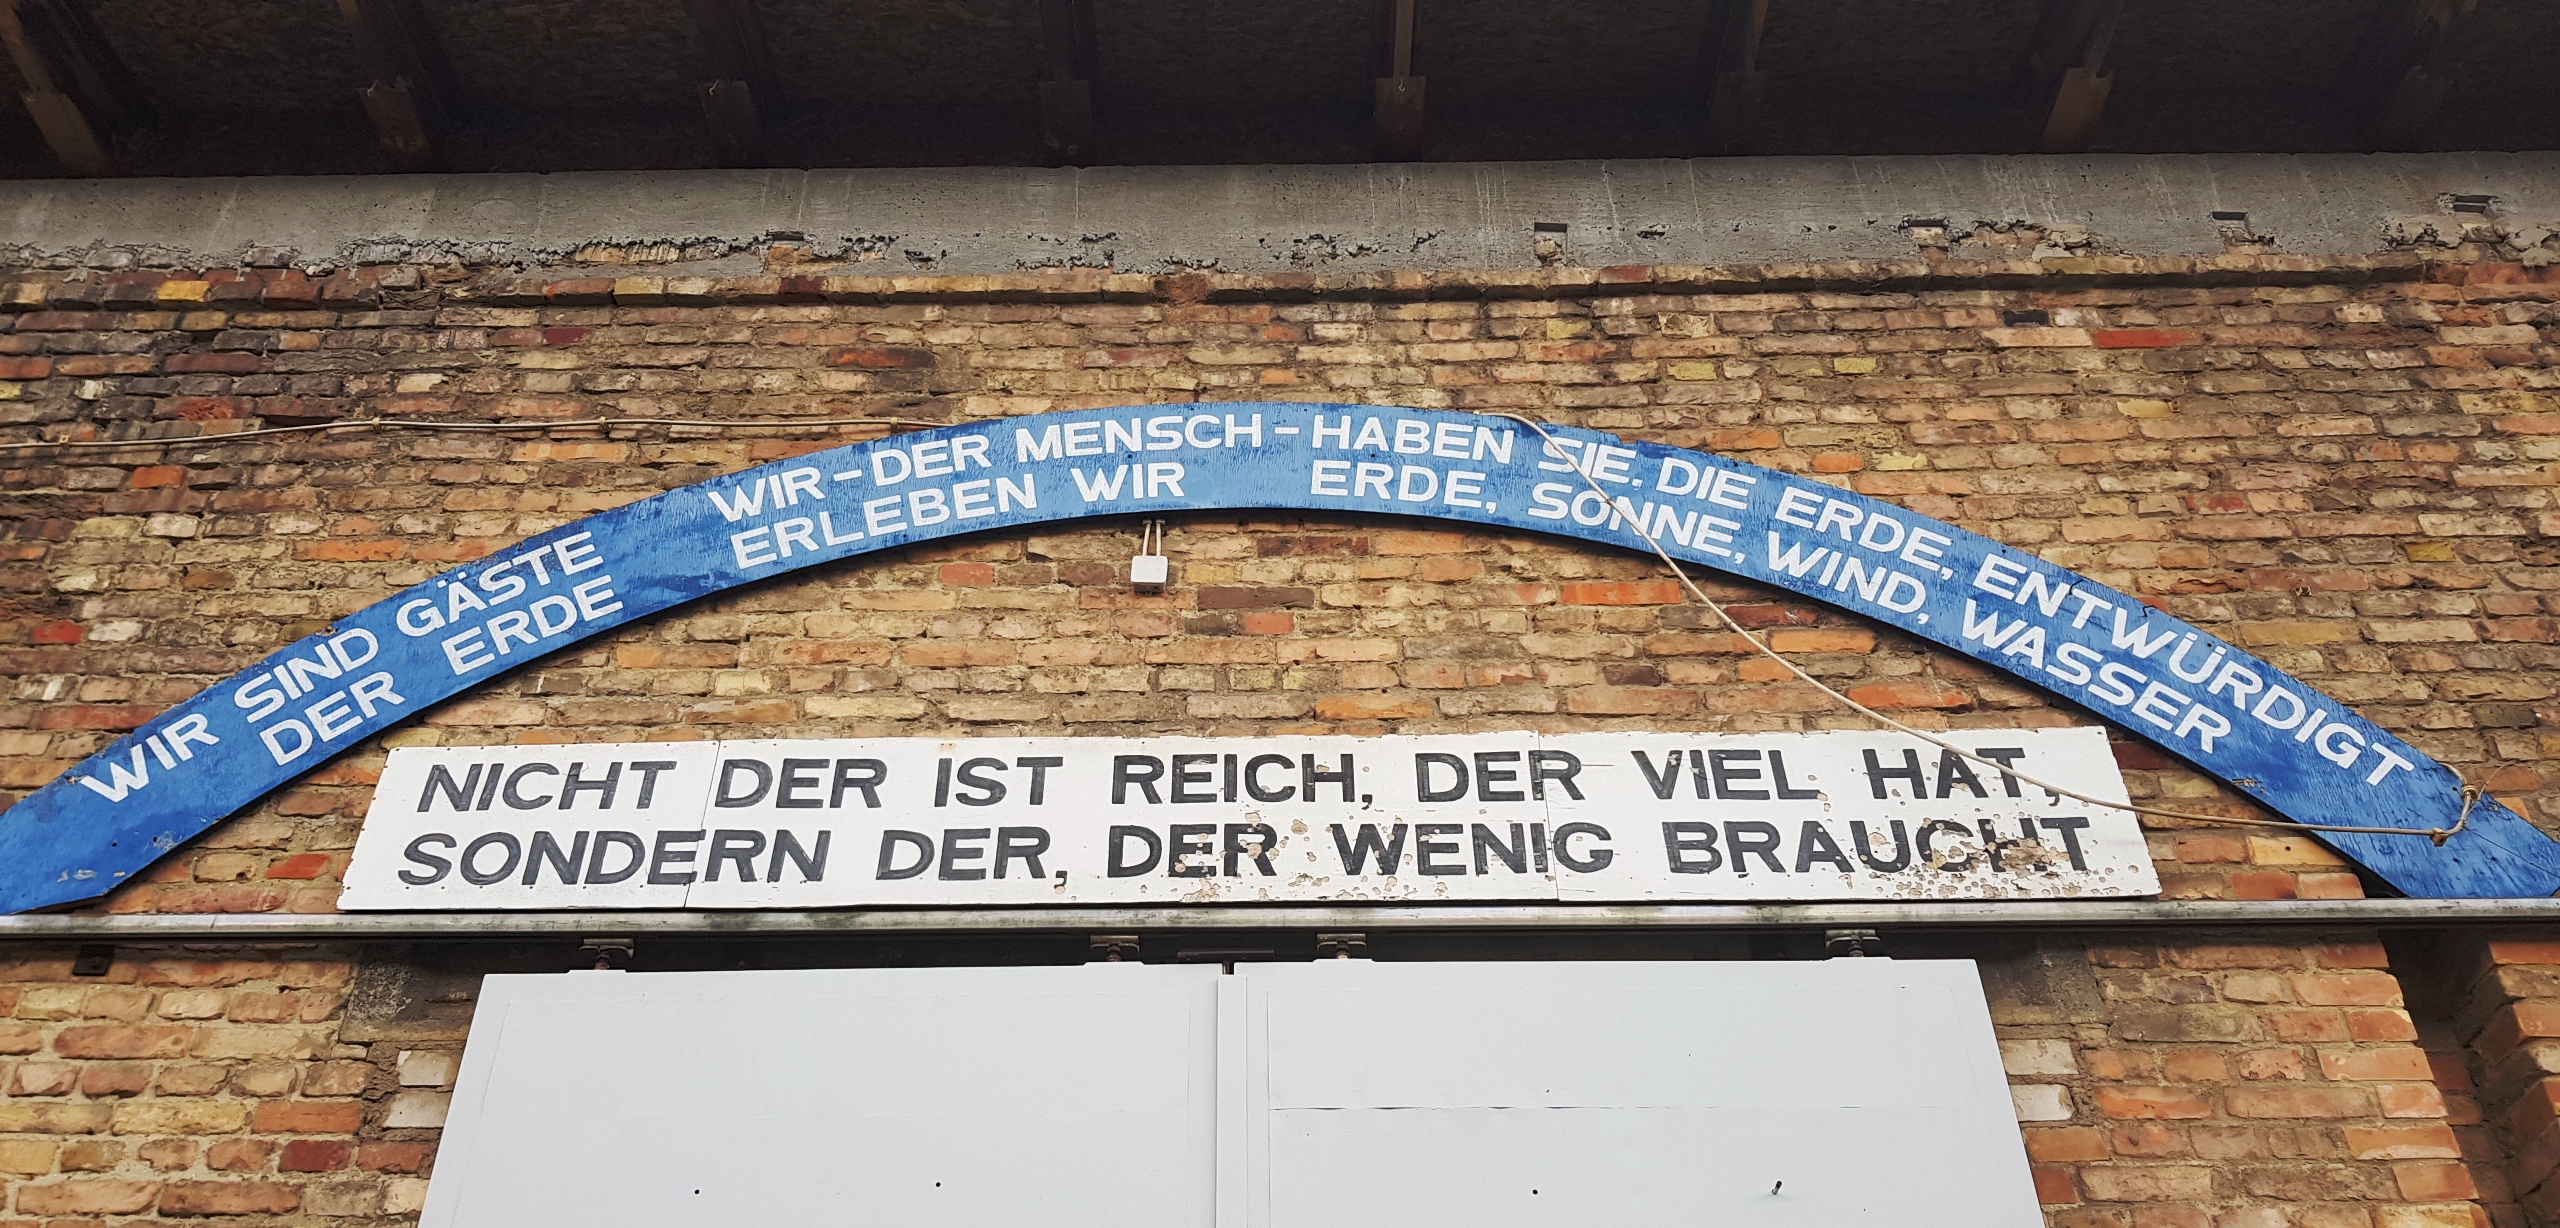 WIR SIND GÄSTE WIR - DER MENSCH - HABEN SIE, DIE ERDE, ENTWÜRDIGT
DER ERDE ERLEBEN WIR ERDE, SONNE, WIND, WASSER
NICHT DER IST REICH, DER VIEL HAT,
SONDERN DER, DER WENIG BRAUCHT